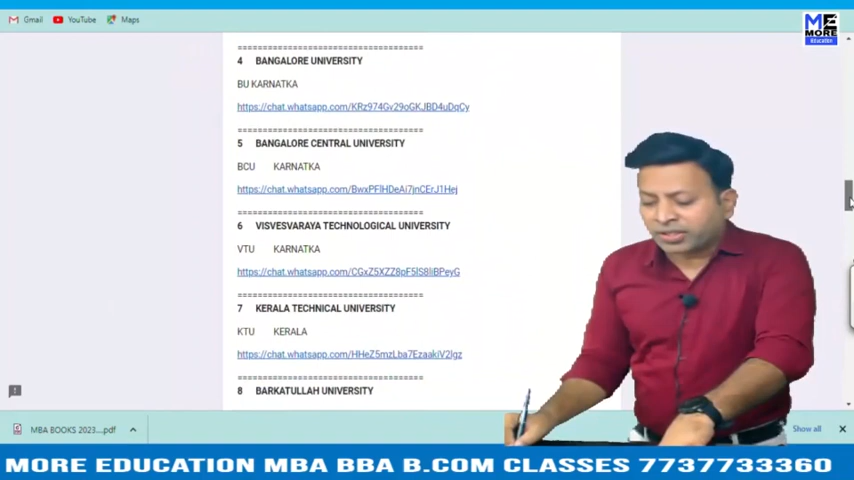 Gmail YouTube Maps
ME
MORE
Education
====================================
4 BANGALORE UNIVERSITY
BU KARNATKA
https://chat.whatsapp.com/KRz974Gv29oGKJBD4uDqCy
====================================
5 BANGALORE CENTRAL UNIVERSITY
BCU KARNATKA
https://chat.whatsapp.com/BwxPFlHDeAi7jnCErJ1Hej
====================================
6 VISVESVARAYA TECHNOLOGICAL UNIVERSITY
VTU KARNATKA
https://chat.whatsapp.com/CGxZ5XZZ8pF5lS8liBPeyG
====================================
7 KERALA TECHNICAL UNIVERSITY
KTU KERALA
https://chat.whatsapp.com/HHeZ5mzLba7EzaakiV2lgz
====================================
8 BARKATULLAH UNIVERSITY
MBA BOOKS 2023....pdf
Show all
MORE EDUCATION MBA BBA B.COM CLASSES 7737733360